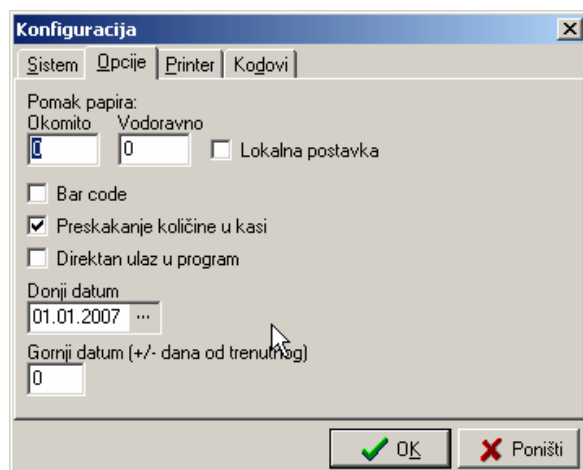 Konfiguracija
Sistem Opcije Printer Kodovi
Pomak papira:
Okomito Vodoravno
0 0 Lokalna postavka
Bar code
Preskakanje količine u kasi
Direktan ulaz u program
Donji datum
01.01.2007 ...
Gornji datum (+/- dana od trenutnog)
0
OK Poništi